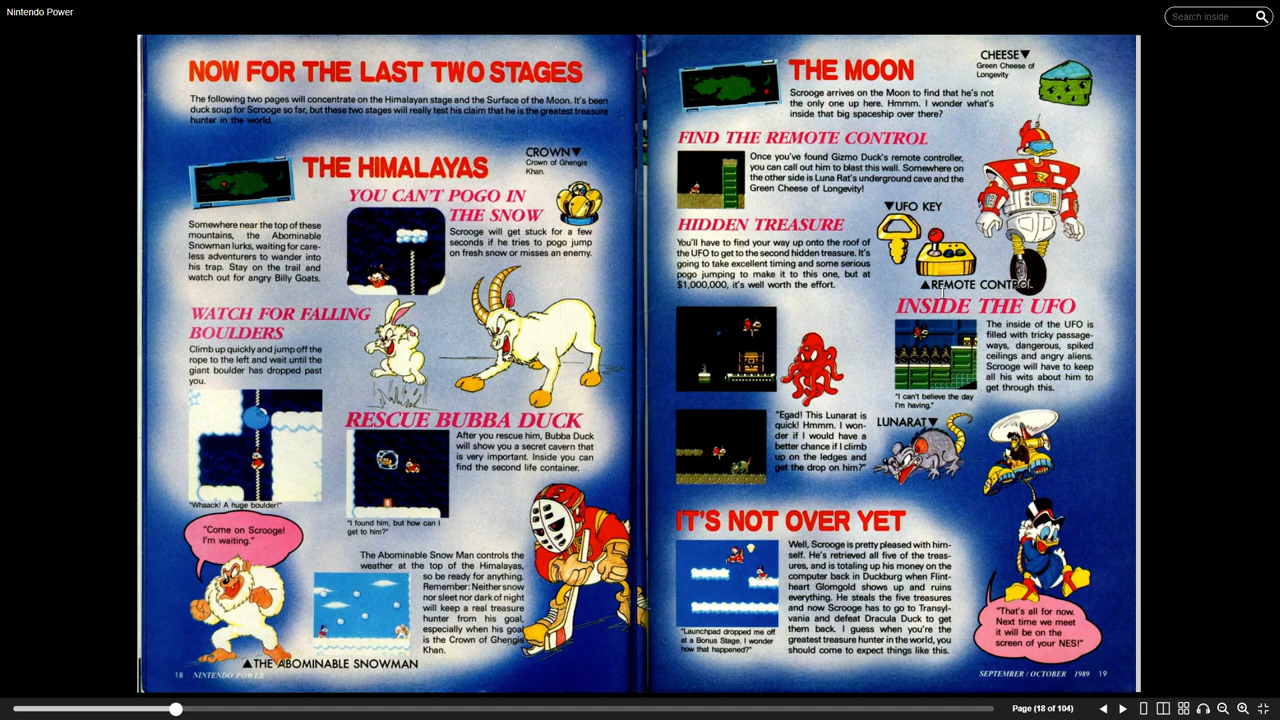 Nintendo Power
Search inside
NOW FOR THE LAST TWO STAGES
The following two pages will concentrate on the Himalayan stage and the Surface of the Moon. It's been
duck soup for Scrooge so far, but these two stages will really test his claim that he is the greatest treasure
hunter in the world.
THE HIMALAYAS
CROWN▼
Crown of Ghengis
Khan.
Somewhere near the top of these
mountains, the Abominable
Snowman lurks, waiting for care-
less adventurers to wander into
his trap. Stay on the trail and
watch out for angry Billy Goats.
YOU CAN'T POGO IN
THE SNOW
Scrooge will get stuck for a few
seconds if he tries to pogo jump
on fresh snow or misses an enemy.
WATCH FOR FALLING
BOULDERS
Climb up quickly and jump off the
rope to the left and wait until the
giant boulder has dropped past
you.
"Whaack! A huge boulder!"
RESCUE BUBBA DUCK
After you rescue him, Bubba Duck
will show you a secret cavern that
is very important. Inside you can
find the second life container.
"I found him, but how can I
get to him?"
"Come on Scrooge!
I'm waiting."
The Abominable Snow Man controls the
weather at the top of the Himalayas,
so be ready for anything.
Remember: Neither snow
nor sleet nor dark of night
will keep a real treasure
hunter from his goal,
especially when his goal
is the Crown of Ghengis
Khan.
▲THE ABOMINABLE SNOWMAN
18 NINTENDO POWER
THE MOON
CHEESE▼
Green Cheese of
Longevity
Scrooge arrives on the Moon to find that he's not
the only one up here. Hmmm. I wonder what's
inside that big spaceship over there?
FIND THE REMOTE CONTROL
Once you've found Gizmo Duck's remote controller,
you can call out him to blast this wall. Somewhere on
the other side is Luna Rat's underground cave and the
Green Cheese of Longevity!
HIDDEN TREASURE
You'll have to find your way up onto the roof of
the UFO to get to the second hidden treasure. It's
going to take excellent timing and some serious
pogo jumping to make it to this one, but at
$1,000,000, it's well worth the effort.
▼UFO KEY
▲REMOTE CONTROL
INSIDE THE UFO
The inside of the UFO is
filled with tricky passage-
ways, dangerous, spiked
ceilings and angry aliens.
Scrooge will have to keep
all his wits about him to
get through this.
"I can't believe the day
I'm having."
"Egad! This Lunarat is
quick! Hmmm. I won-
der if I would have a
better chance if I climb
up on the ledges and
get the drop on him?"
LUNARAT▼
IT'S NOT OVER YET
Well, Scrooge is pretty pleased with him-
self. He's retrieved all five of the treas-
ures, and is totaling up his money on the
computer back in Duckburg when Flint-
heart Glomgold shows up and ruins
everything. He steals the five treasures
and now Scrooge has to go to Transyl-
vania and defeat Dracula Duck to get
them back. I guess when you're the
greatest treasure hunter in the world, you
should come to expect things like this.
"Launchpad dropped me off
at a Bonus Stage. I wonder
how that happened?"
"That's all for now.
Next time we meet
it will be on the
screen of your NES!"
SEPTEMBER / OCTOBER 1989 19
Page (18 of 104)